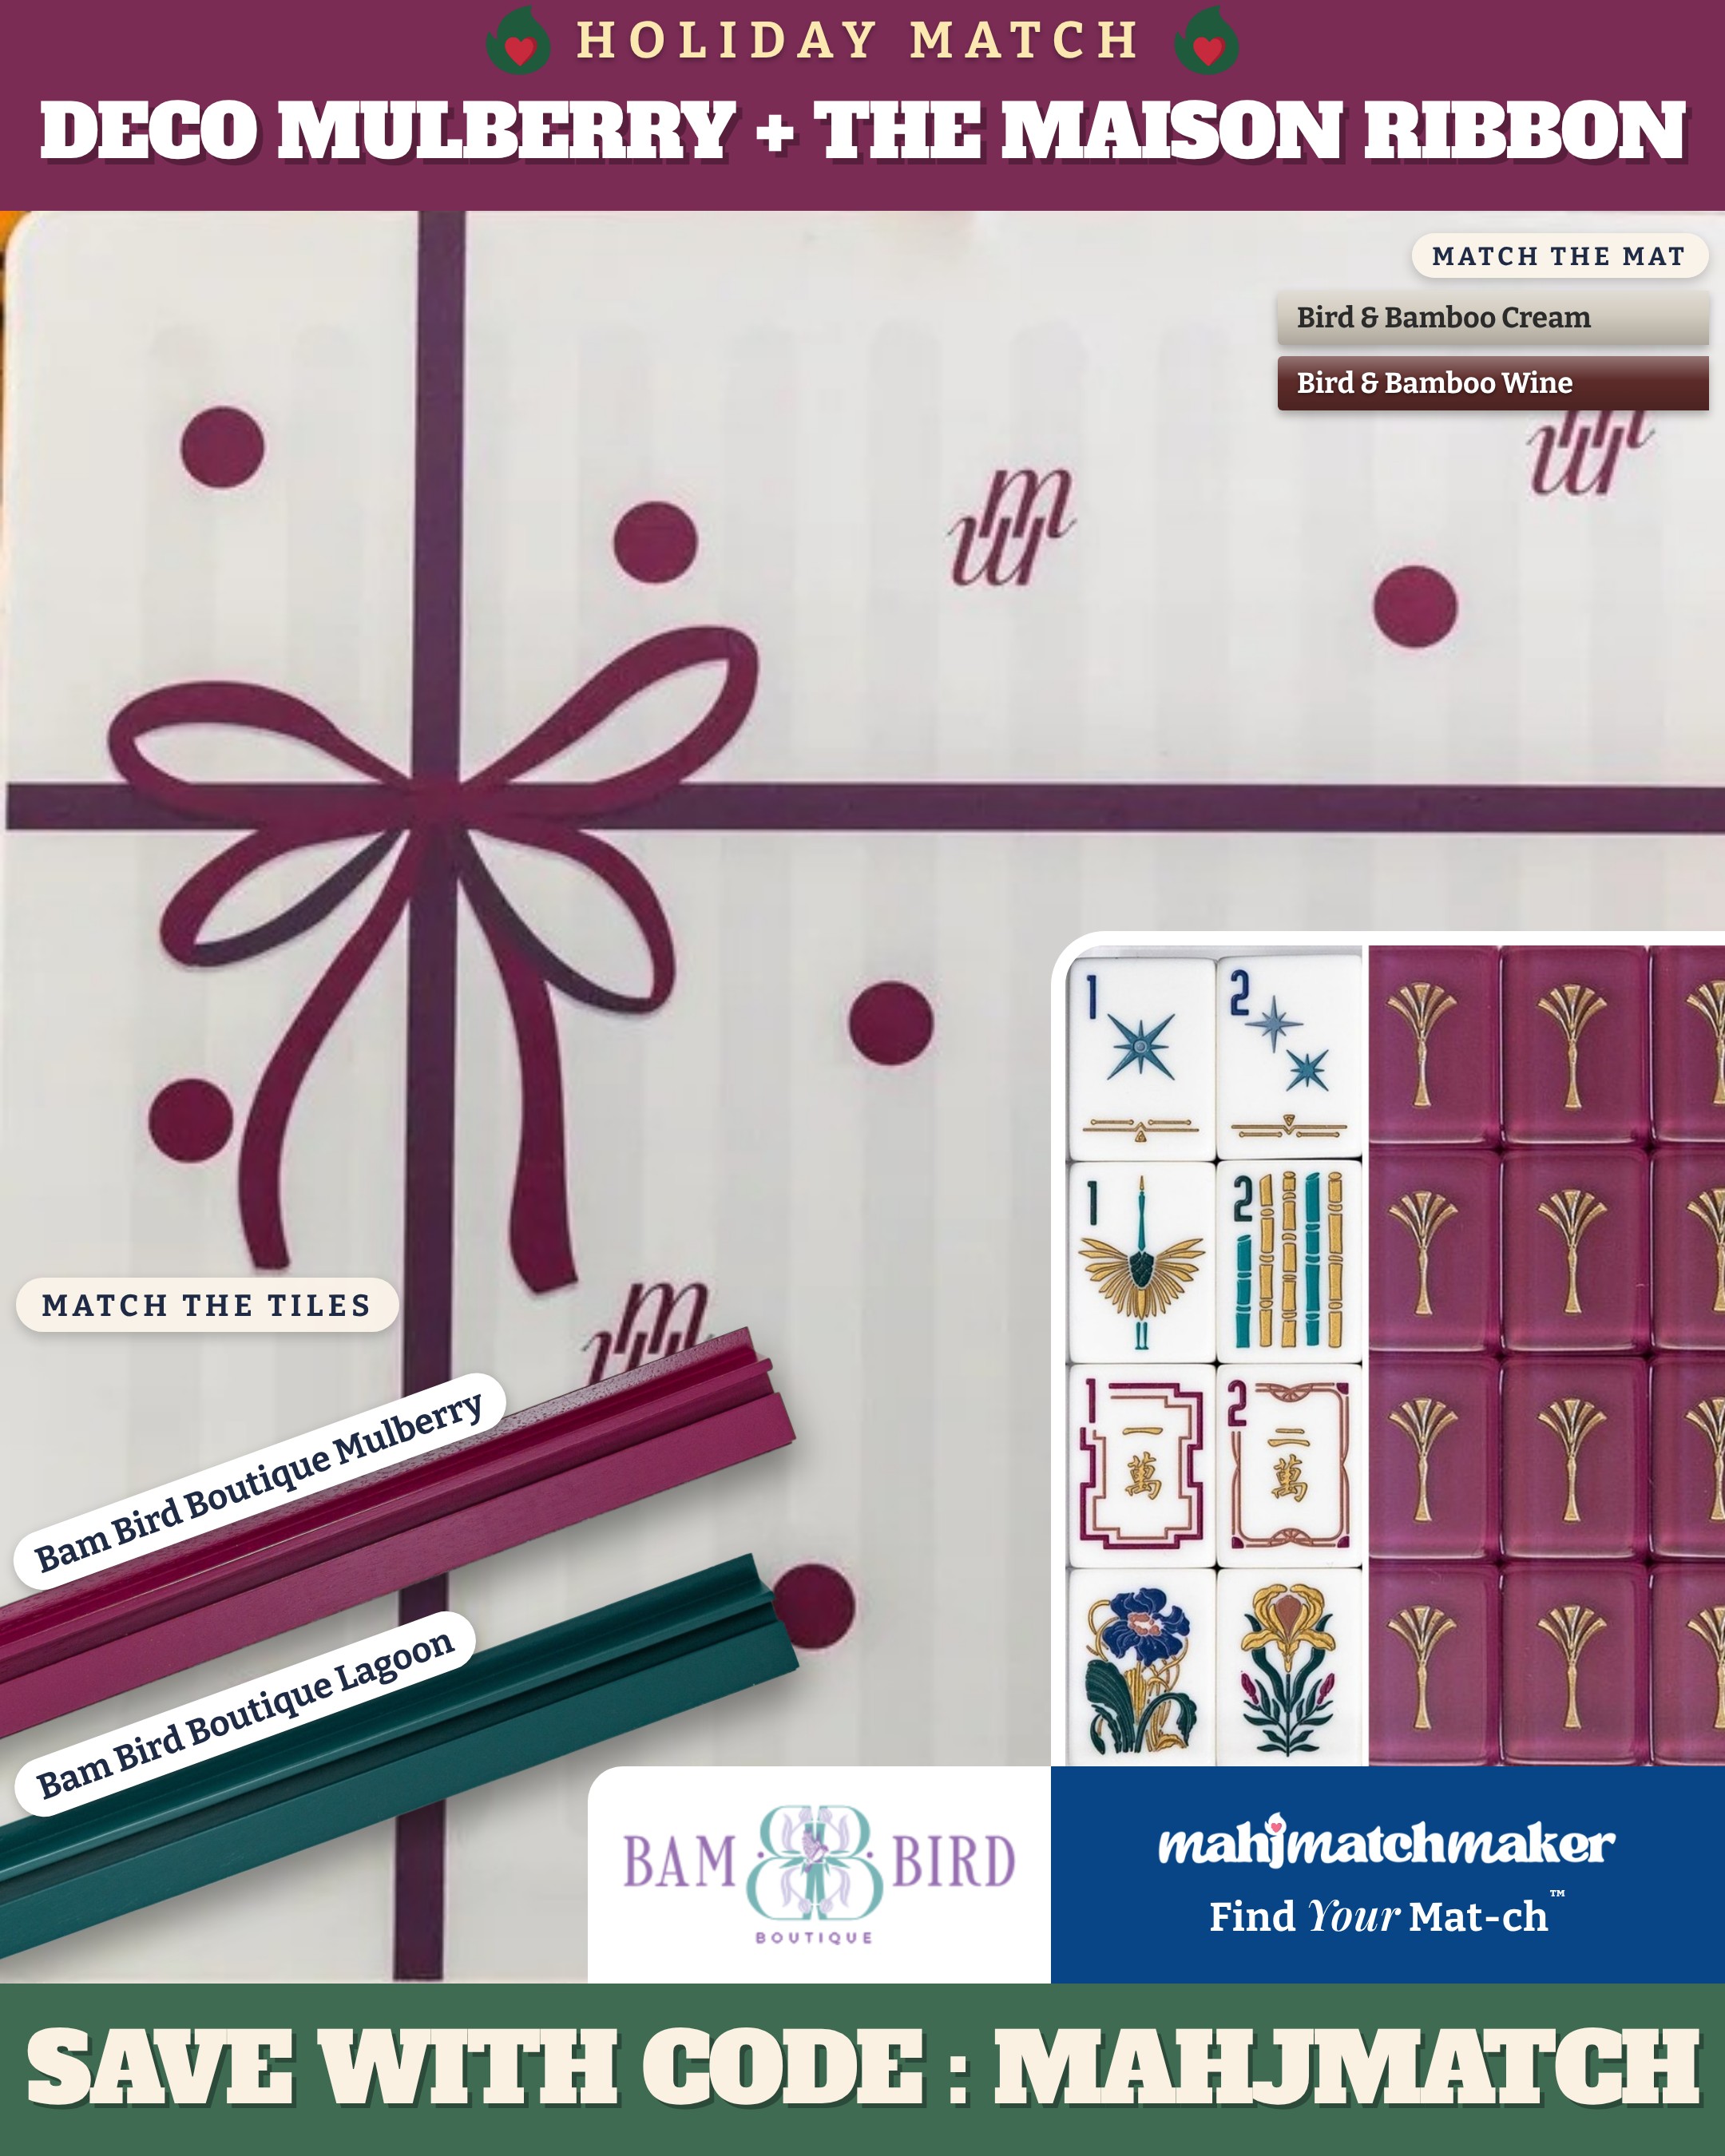 HOLIDAY MATCH
DECO MULBERRY + THE MAISON RIBBON
MATCH THE MAT
Bird & Bamboo Cream
Bird & Bamboo Wine
MATCH THE TILES
Bam Bird Boutique Mulberry
Bam Bird Boutique Lagoon
1 2
1 2
1 2
一萬 二萬
BAM BIRD
BOUTIQUE
mahjmatchmaker
Find Your Mat-ch™
SAVE WITH CODE : MAHJMATCH